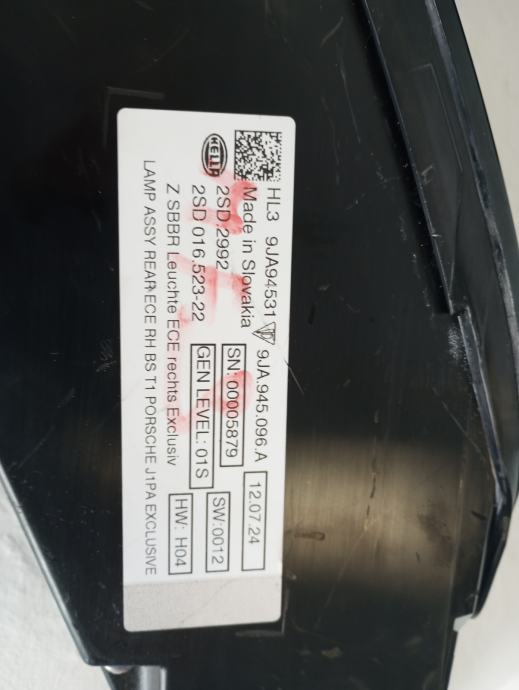 HL3 9JA94531 9JA.945.096.A
Made in Slovakia
12.07.24
HELLA
2SD 2992
SN: 00005879
2SD 016.523-22
GEN LEVEL: 01S
SW:0012
Z SBBR Leuchte ECE rechts Exclusiv
HW: H04
LAMP ASSY REAR ECE RH BS T1 PORSCHE J1PA EXCLUSIVE